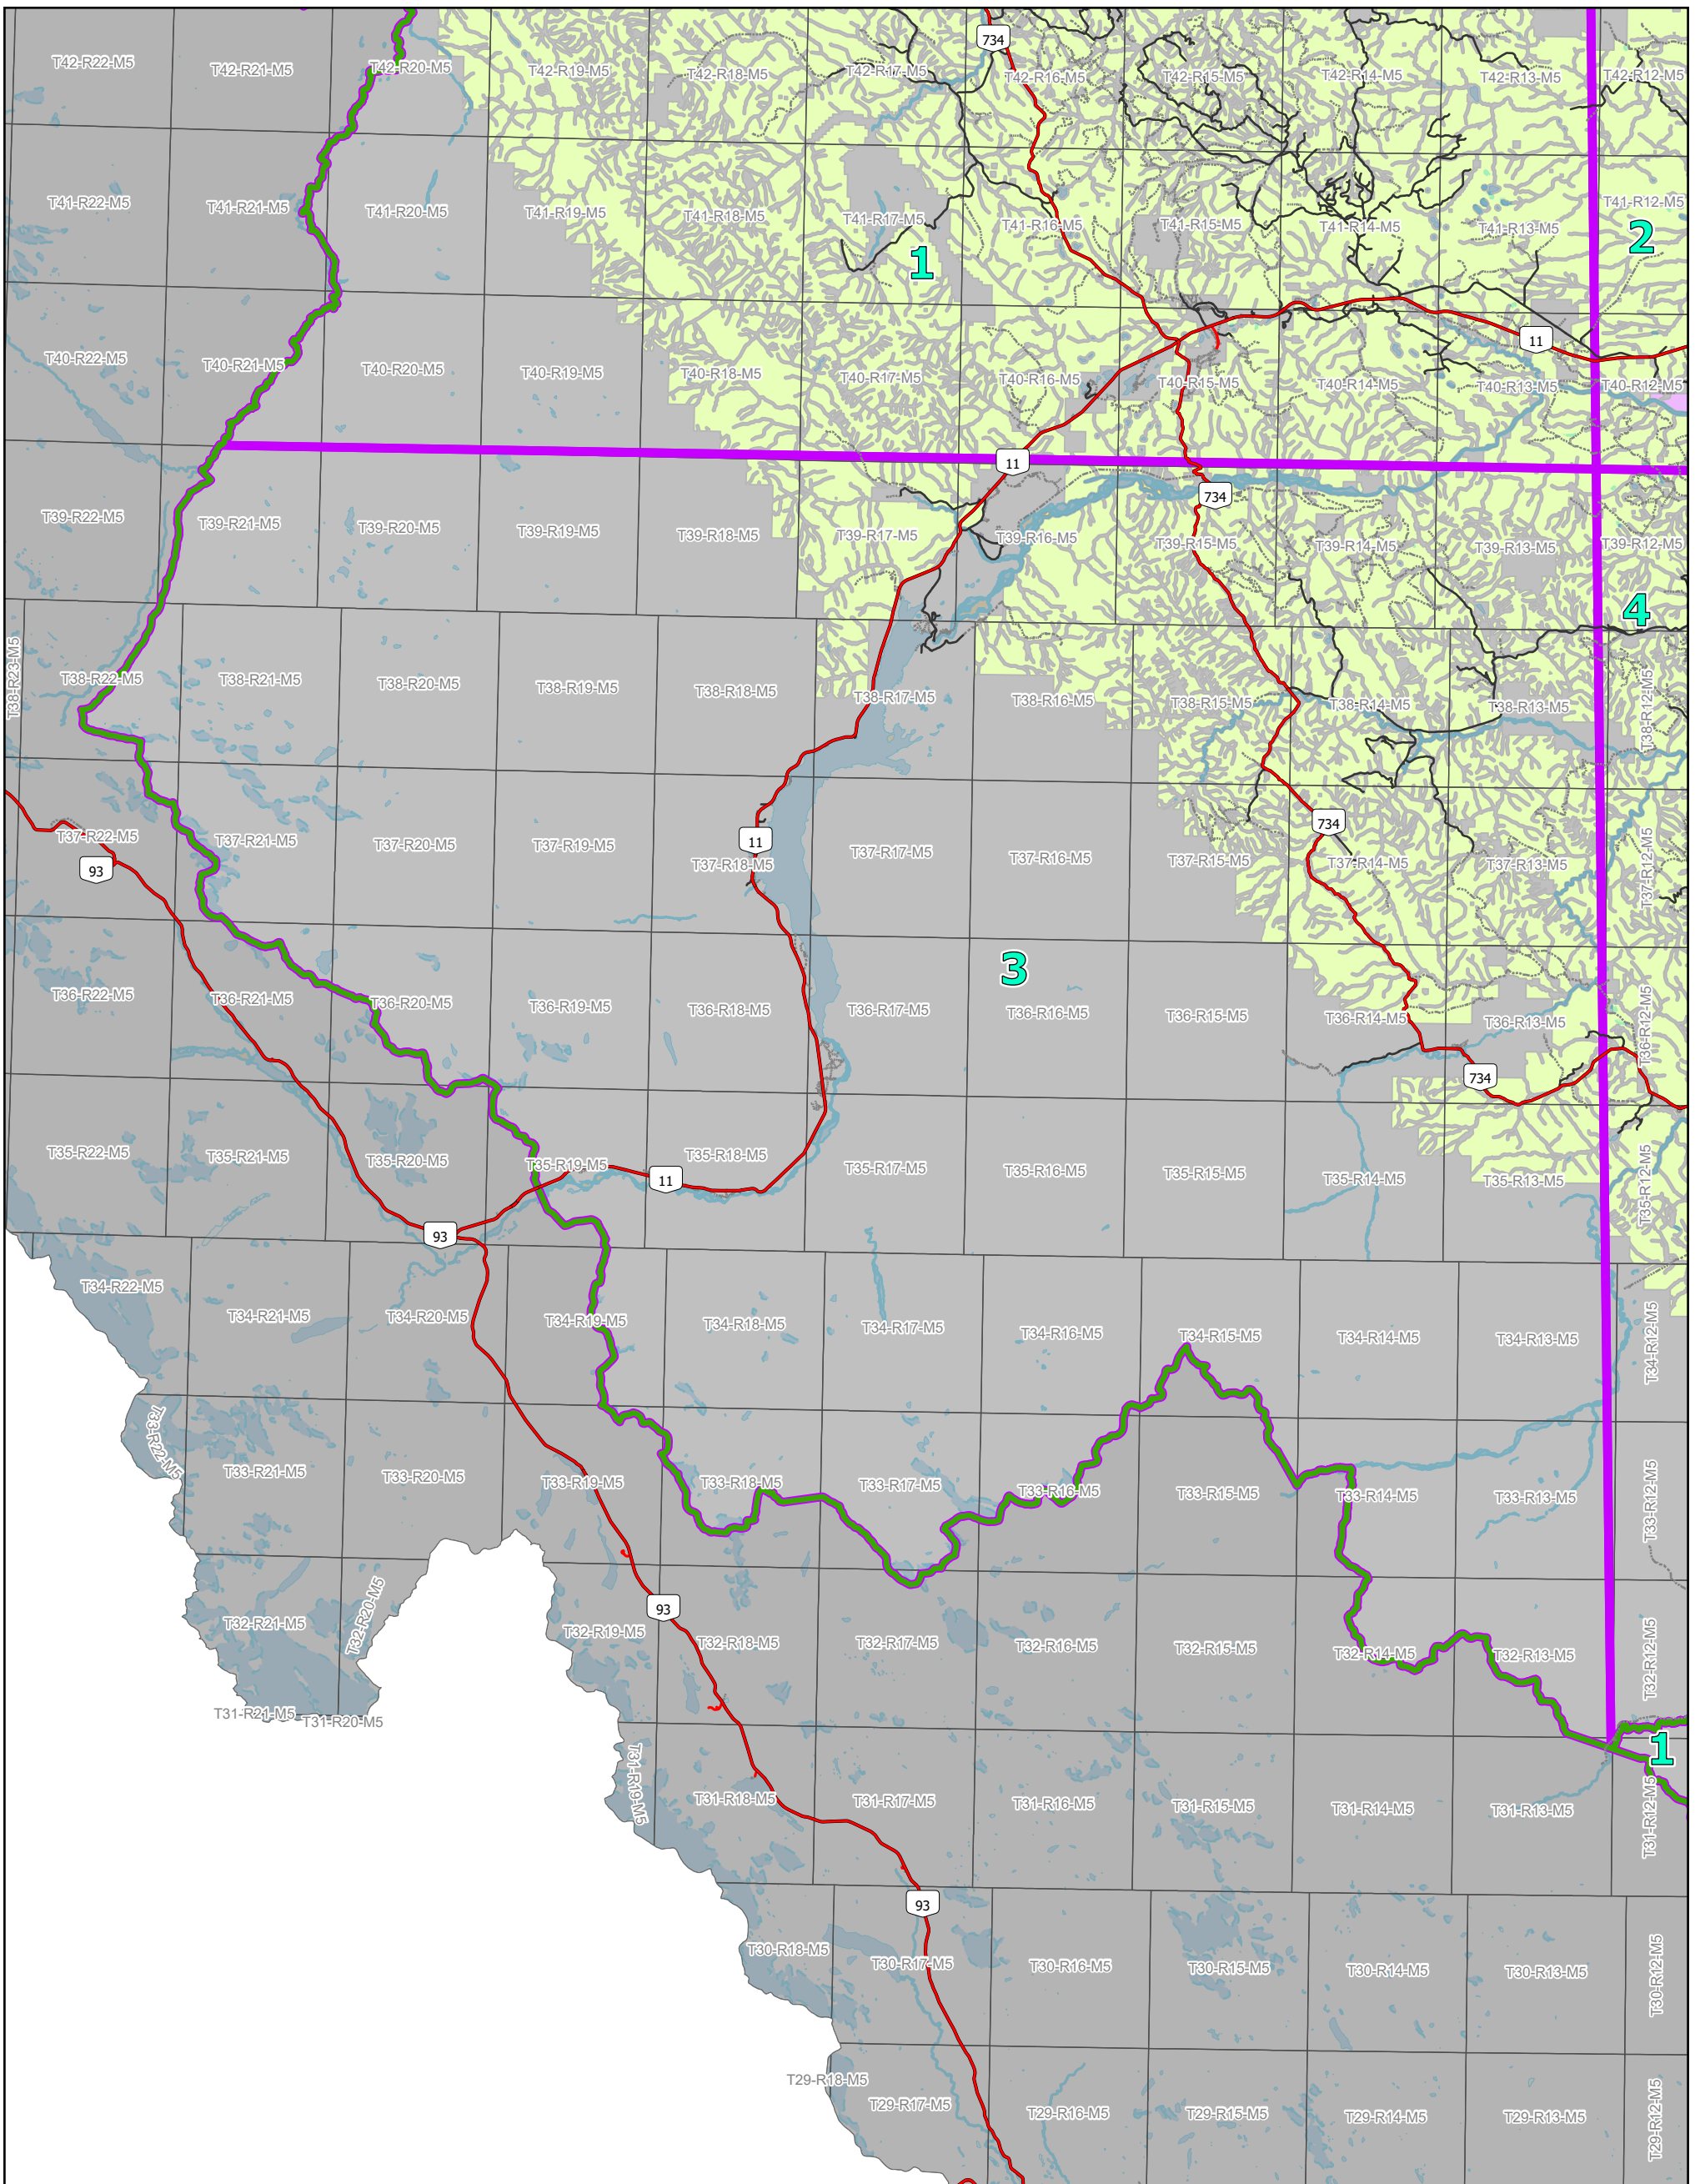 734
T42-R22-M5 T42-R21-M5 T42-R20-M5 T42-R19-M5 T42-R18-M5 T42-R17-M5 T42-R16-M5 T42-R15-M5 T42-R14-M5 T42-R13-M5 T42-R12-M5
T41-R22-M5 T41-R21-M5 T41-R20-M5 T41-R19-M5 T41-R18-M5 T41-R17-M5 T41-R16-M5 T41-R15-M5 T41-R14-M5 T41-R13-M5 T41-R12-M5
1 2
11
T40-R22-M5 T40-R21-M5 T40-R20-M5 T40-R19-M5 T40-R18-M5 T40-R17-M5 T40-R16-M5 T40-R15-M5 T40-R14-M5 T40-R13-M5 T40-R12-M5
11
734
T39-R22-M5 T39-R21-M5 T39-R20-M5 T39-R19-M5 T39-R18-M5 T39-R17-M5 T39-R16-M5 T39-R15-M5 T39-R14-M5 T39-R13-M5 T39-R12-M5
4
T38-R23-M5 T38-R22-M5 T38-R21-M5 T38-R20-M5 T38-R19-M5 T38-R18-M5 T38-R17-M5 T38-R16-M5 T38-R15-M5 T38-R14-M5 T38-R13-M5 T38-R12-M5
734
11
93
T37-R22-M5 T37-R21-M5 T37-R20-M5 T37-R19-M5 T37-R18-M5 T37-R17-M5 T37-R16-M5 T37-R15-M5 T37-R14-M5 T37-R13-M5 T37-R12-M5
3
T36-R22-M5 T36-R21-M5 T36-R20-M5 T36-R19-M5 T36-R18-M5 T36-R17-M5 T36-R16-M5 T36-R15-M5 T36-R14-M5 T36-R13-M5 T36-R12-M5
734
T35-R22-M5 T35-R21-M5 T35-R20-M5 T35-R19-M5 T35-R18-M5 T35-R17-M5 T35-R16-M5 T35-R15-M5 T35-R14-M5 T35-R13-M5 T35-R12-M5
11
93
T34-R22-M5 T34-R21-M5 T34-R20-M5 T34-R19-M5 T34-R18-M5 T34-R17-M5 T34-R16-M5 T34-R15-M5 T34-R14-M5 T34-R13-M5 T34-R12-M5
T33-R22-M5 T33-R21-M5 T33-R20-M5 T33-R19-M5 T33-R18-M5 T33-R17-M5 T33-R16-M5 T33-R15-M5 T33-R14-M5 T33-R13-M5 T33-R12-M5
93
T32-R21-M5 T32-R20-M5 T32-R19-M5 T32-R18-M5 T32-R17-M5 T32-R16-M5 T32-R15-M5 T32-R14-M5 T32-R13-M5 T32-R12-M5
1
T31-R21-M5 T31-R20-M5 T31-R19-M5 T31-R18-M5 T31-R17-M5 T31-R16-M5 T31-R15-M5 T31-R14-M5 T31-R13-M5 T31-R12-M5
93
T30-R18-M5 T30-R17-M5 T30-R16-M5 T30-R15-M5 T30-R14-M5 T30-R13-M5 T30-R12-M5
T29-R18-M5 T29-R17-M5 T29-R16-M5 T29-R15-M5 T29-R14-M5 T29-R13-M5 T29-R12-M5